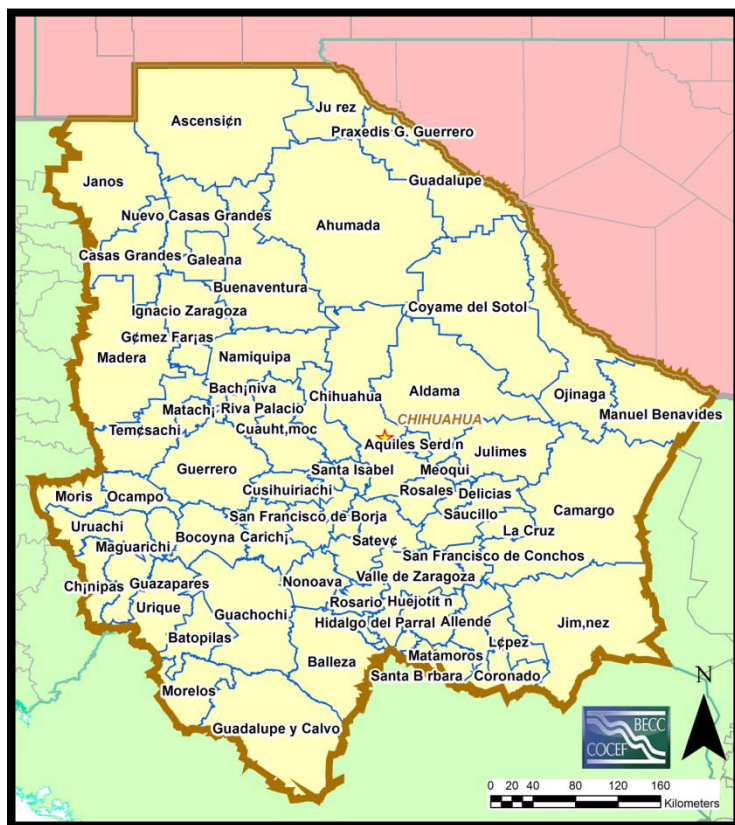 Ascensi¢n
Ju rez
Praxedis G. Guerrero
Janos
Guadalupe
Nuevo Casas Grandes
Ahumada
Casas Grandes
Galeana
Buenaventura
Coyame del Sotol
Ignacio Zaragoza
G¢mez Far¡as
Madera
Namiquipa
Bach¡niva
Chihuahua
Aldama
Ojinaga
Manuel Benavides
Matach¡
Riva Palacio
CHIHUAHUA
Tem¢sachi
Cuauht‚moc
Aquiles Serd n
Julimes
Guerrero
Santa Isabel
Meoqui
Moris
Ocampo
Cusihuiriachi
Rosales
Delicias
Camargo
Uruachi
San Francisco de Borja
Saucillo
Maguarichi
Bocoyna
Carich¡
Satev¢
La Cruz
San Francisco de Conchos
Ch¡nipas
Guazapares
Nonoava
Valle de Zaragoza
Urique
Guachochi
Rosario
Huejotit n
Batopilas
Hidalgo del Parral
Allende
Jim‚nez
L¢pez
Balleza
Matamoros
Morelos
Santa B rbara
Coronado
Guadalupe y Calvo
N
BECC
COCEF
0 20 40 80 120 160
Kilometers